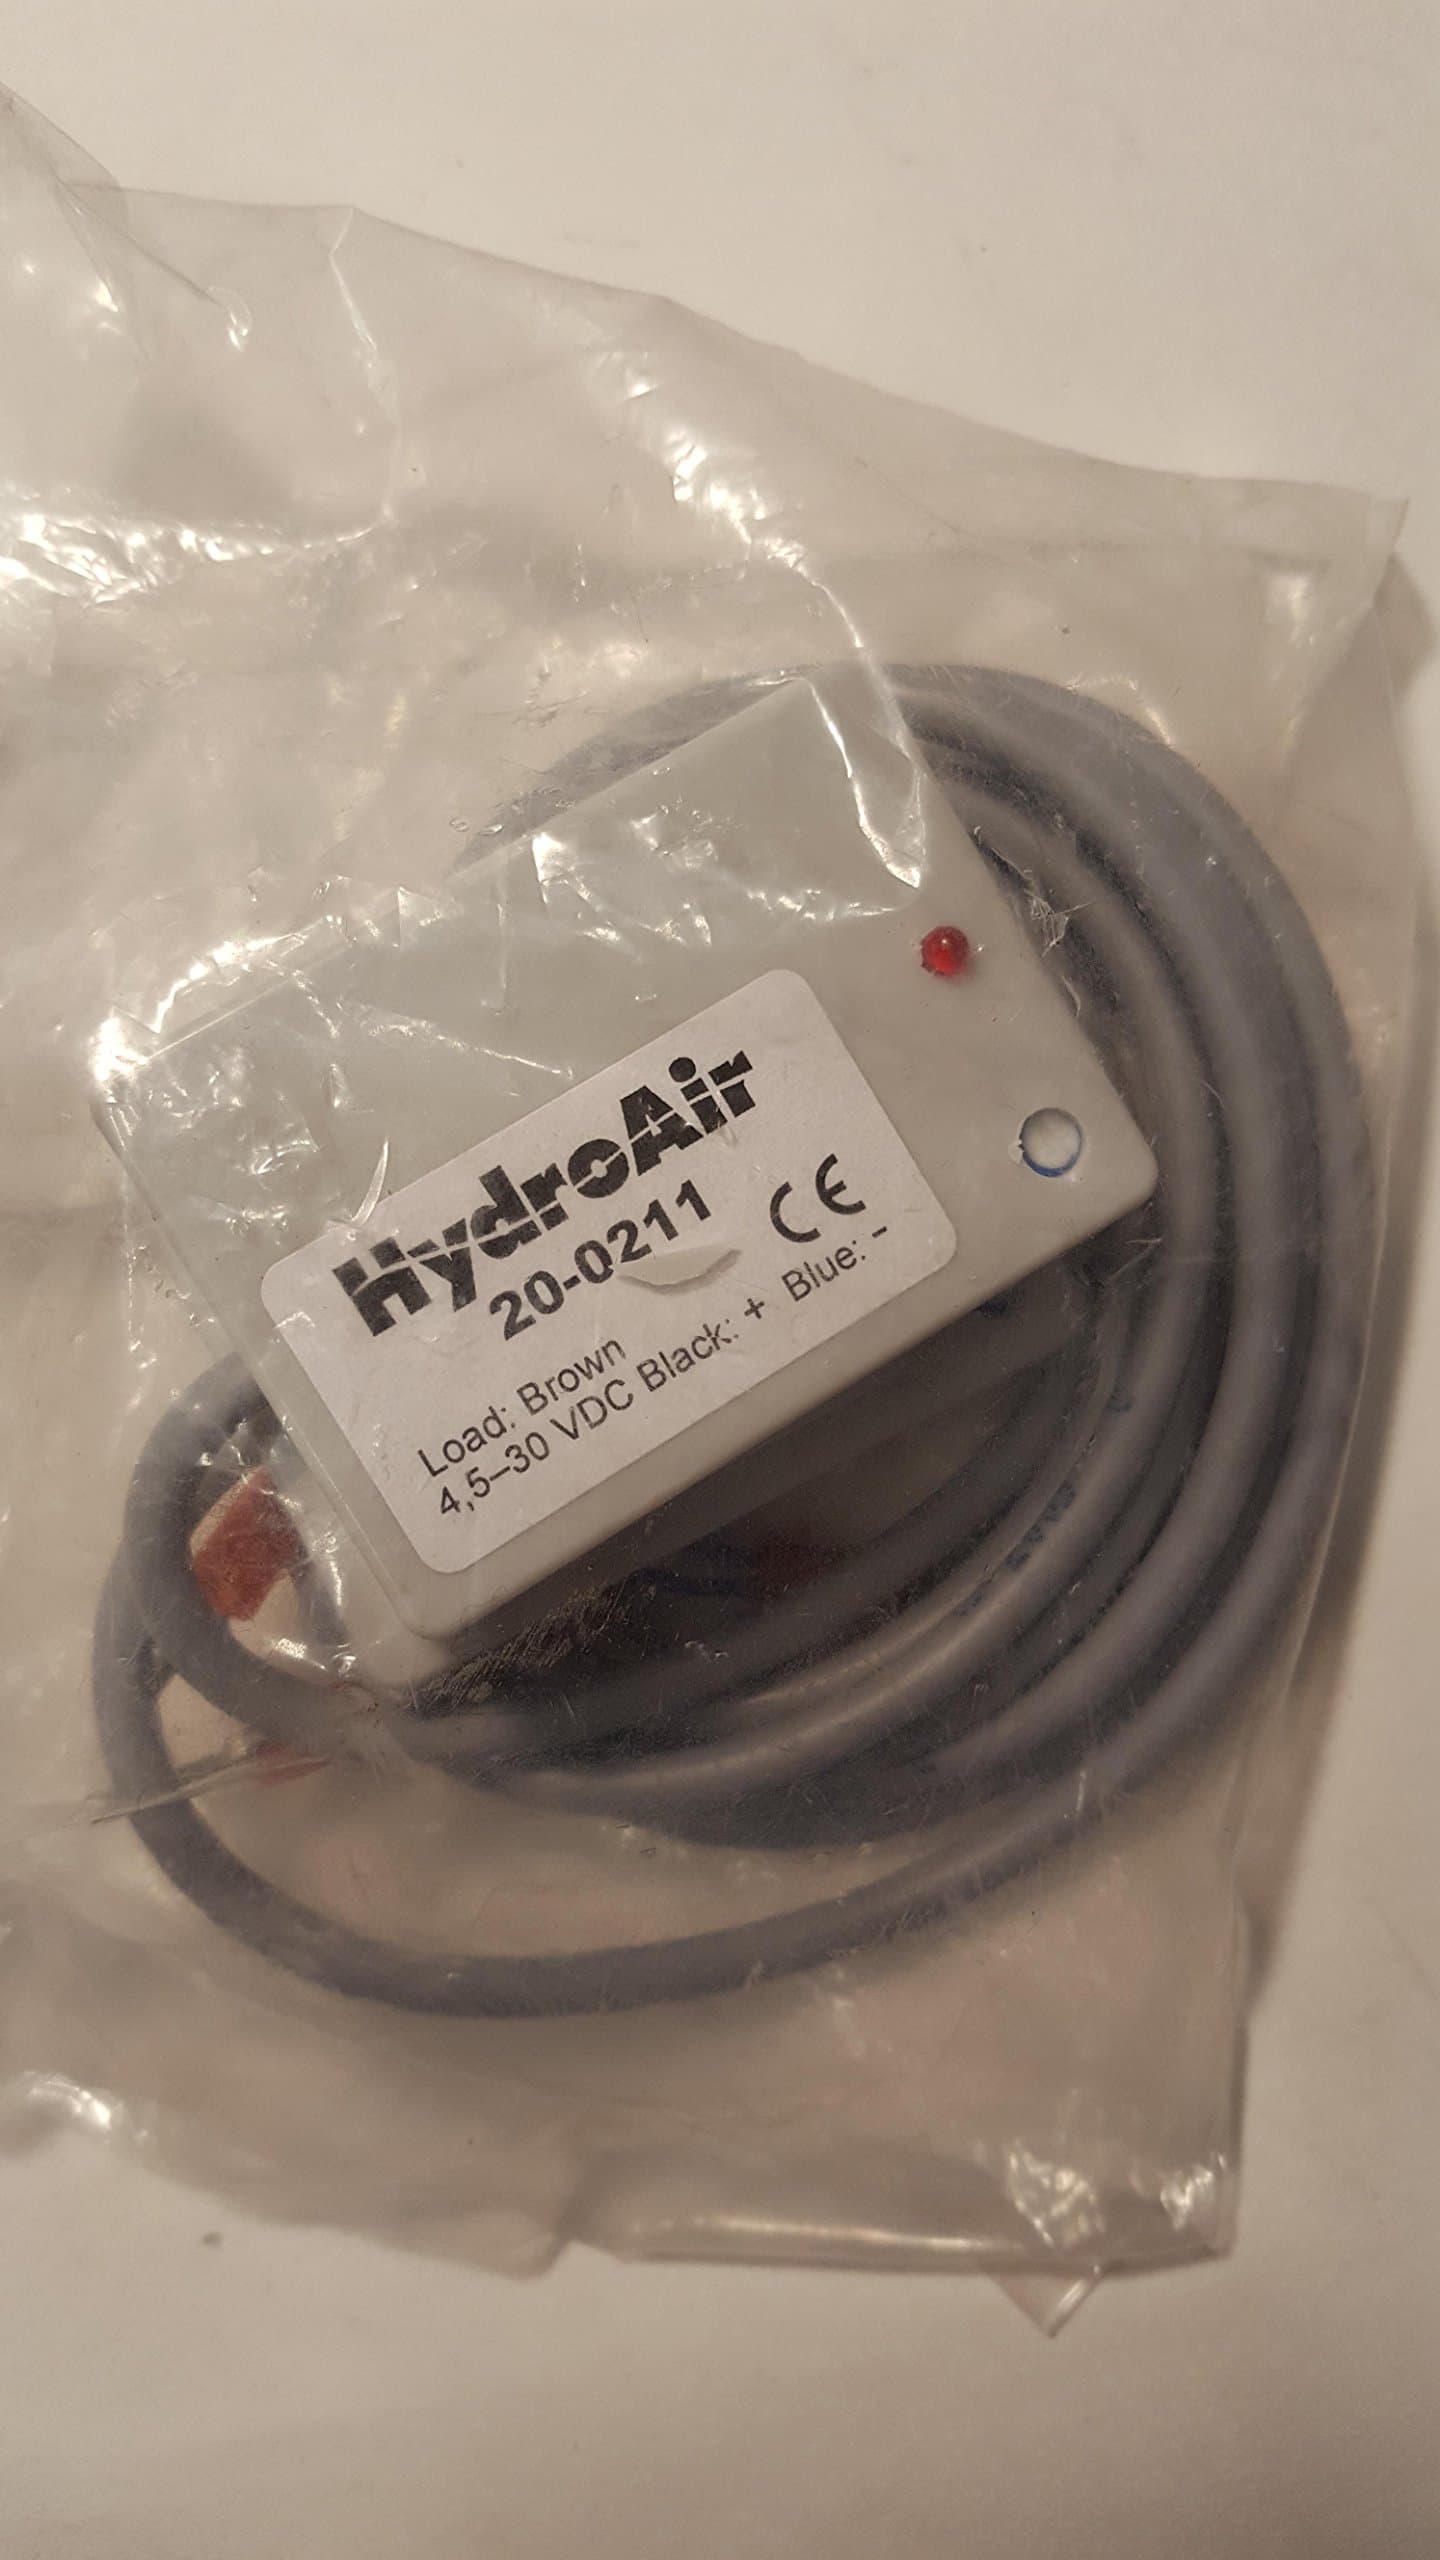 HydroAir
20-0211
CE
Load: Brown
4,5–30 VDC Black: + Blue: -